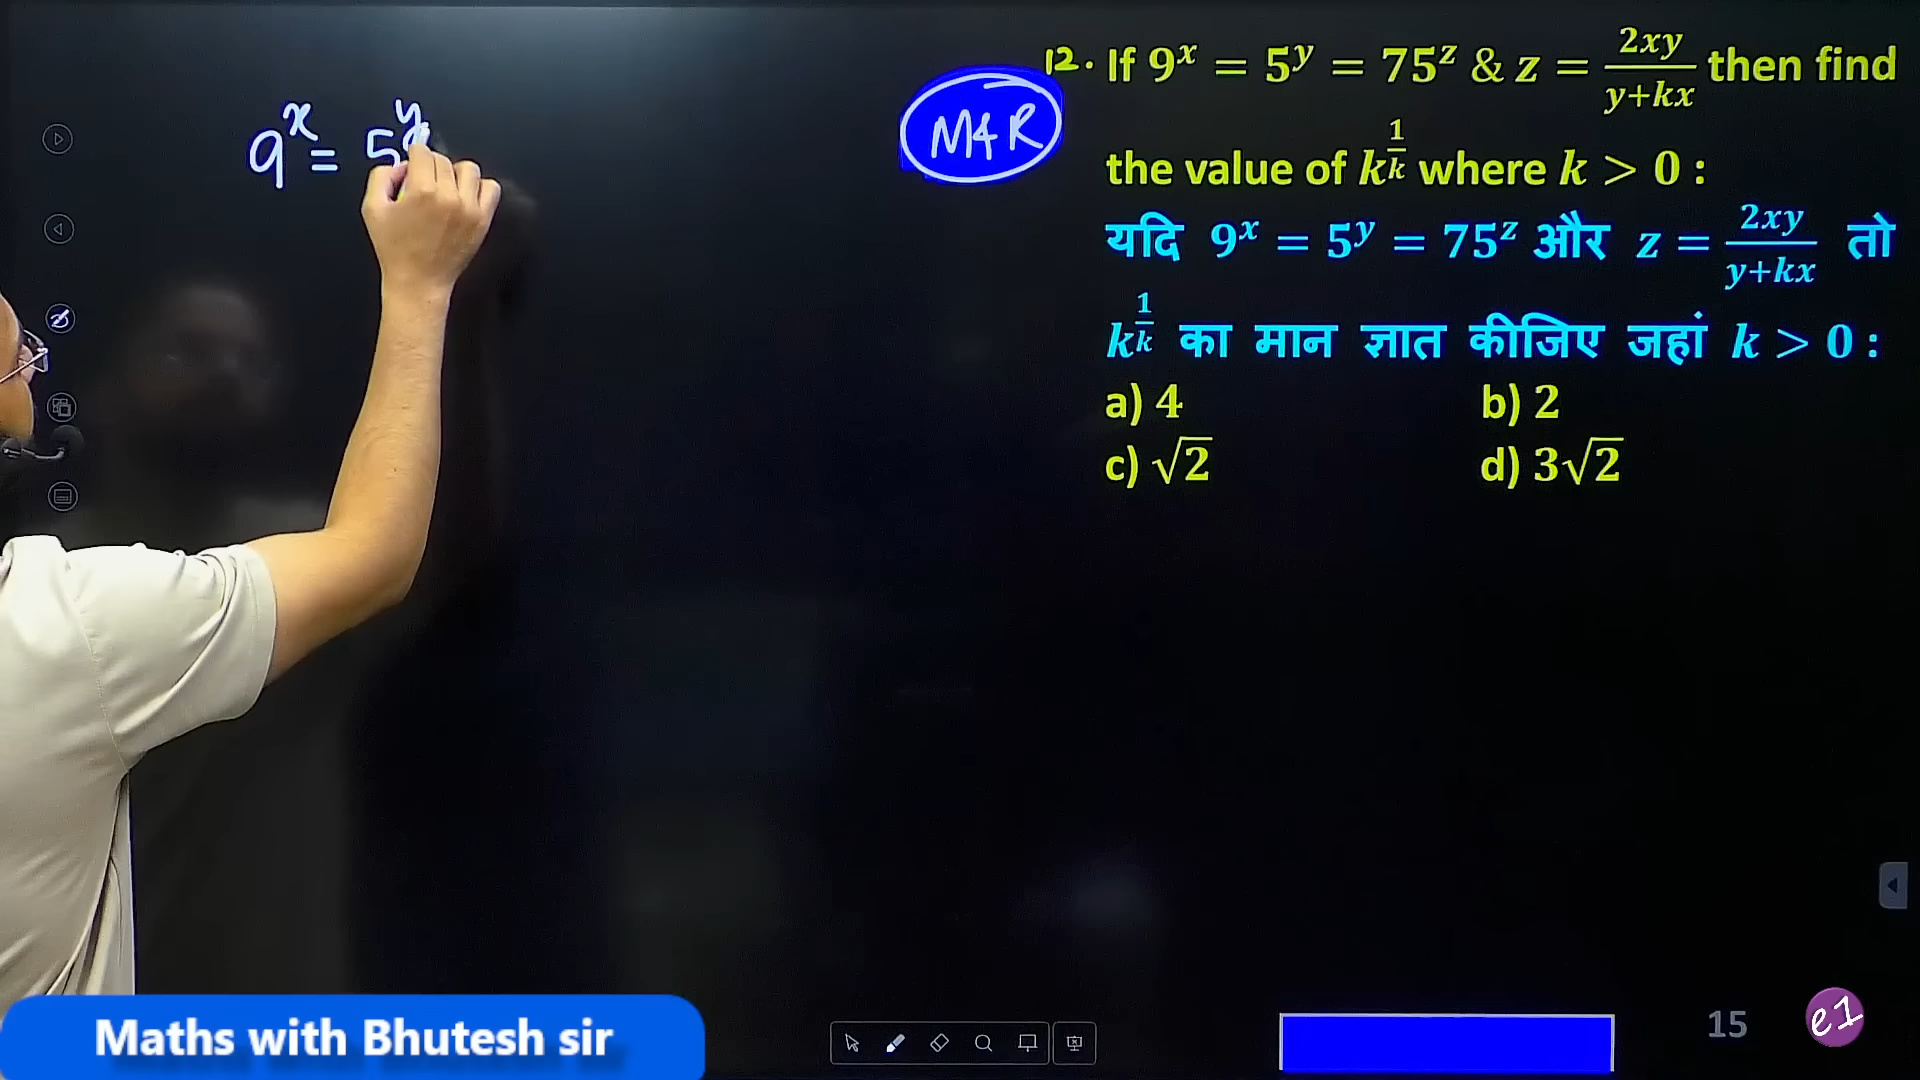 9^x = 5^y
M4R
12. If 9^x = 5^y = 75^z & z = 2xy/(y+kx) then find
the value of k^(1/k) where k > 0 :
यदि 9^x = 5^y = 75^z और z = 2xy/(y+kx) तो
k^(1/k) का मान ज्ञात कीजिए जहां k > 0 :
a) 4 b) 2
c) √2 d) 3√2
Maths with Bhutesh sir
15
e1